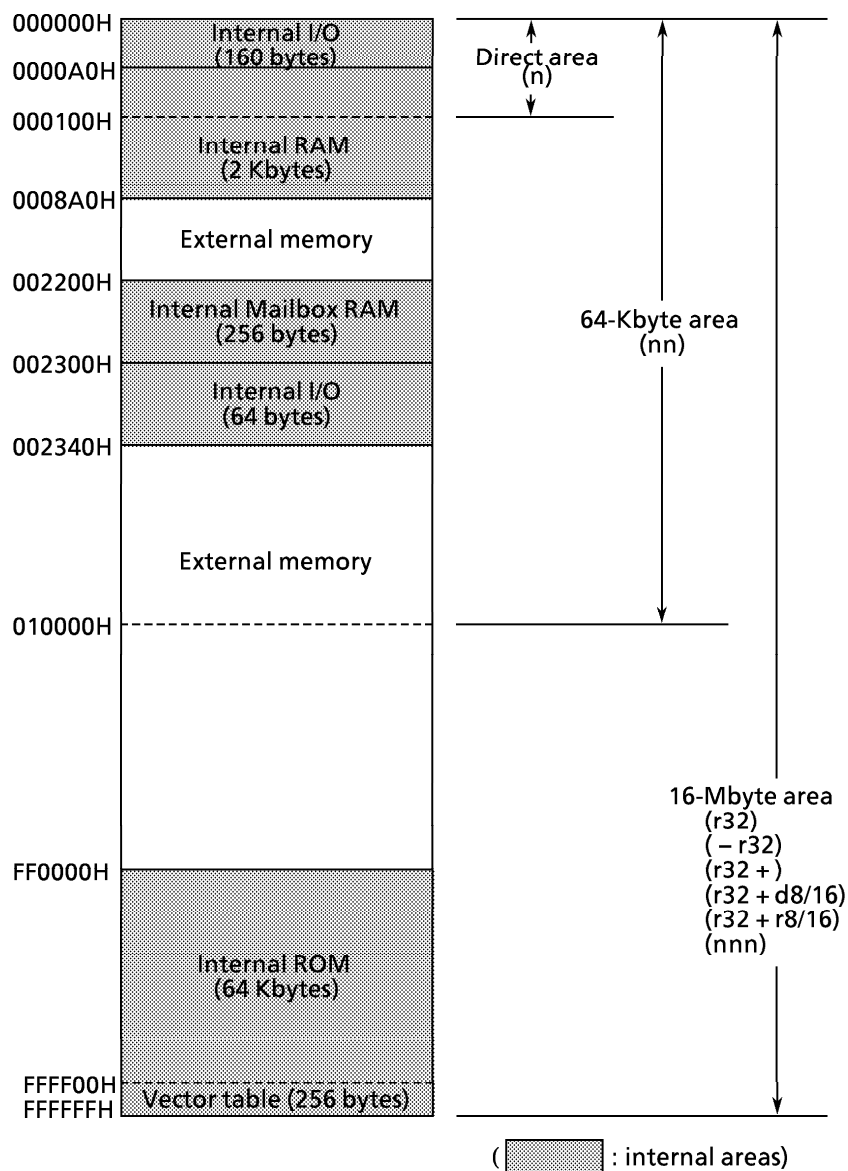 000000H
Internal I/O
(160 bytes)
0000A0H
000100H
Internal RAM
(2 Kbytes)
0008A0H
External memory
002200H
Internal Mailbox RAM
(256 bytes)
002300H
Internal I/O
(64 bytes)
002340H
External memory
010000H
FF0000H
Internal ROM
(64 Kbytes)
FFFF00H
Vector table (256 bytes)
FFFFFFH
Direct area
(n)
64-Kbyte area
(nn)
16-Mbyte area
(r32)
( – r32)
(r32 + )
(r32 + d8/16)
(r32 + r8/16)
(nnn)
( : internal areas)